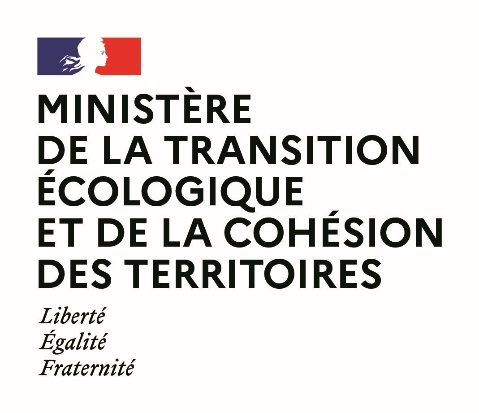 MINISTÈRE
DE LA TRANSITION
ÉCOLOGIQUE
ET DE LA COHÉSION
DES TERRITOIRES
Liberté
Égalité
Fraternité